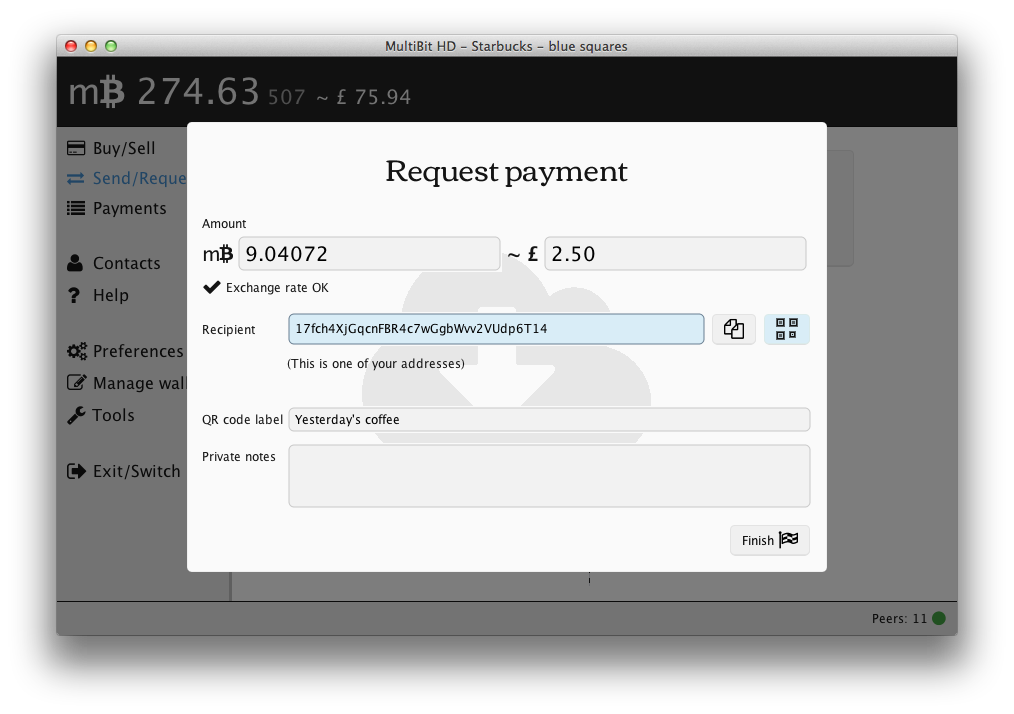 MultiBit HD – Starbucks – blue squares
m₿ 274.63 507 ~ £ 75.94
Buy/Sell
Send/Reque
Payments
Contacts
Help
Preferences
Manage wal
Tools
Exit/Switch
Request payment
Amount
m₿ 9.04072 ~ £ 2.50
Exchange rate OK
Recipient 17fch4XjGqcnFBR4c7wGgbWvv2VUdp6T14
(This is one of your addresses)
QR code label Yesterday's coffee
Private notes
Finish
Peers: 11